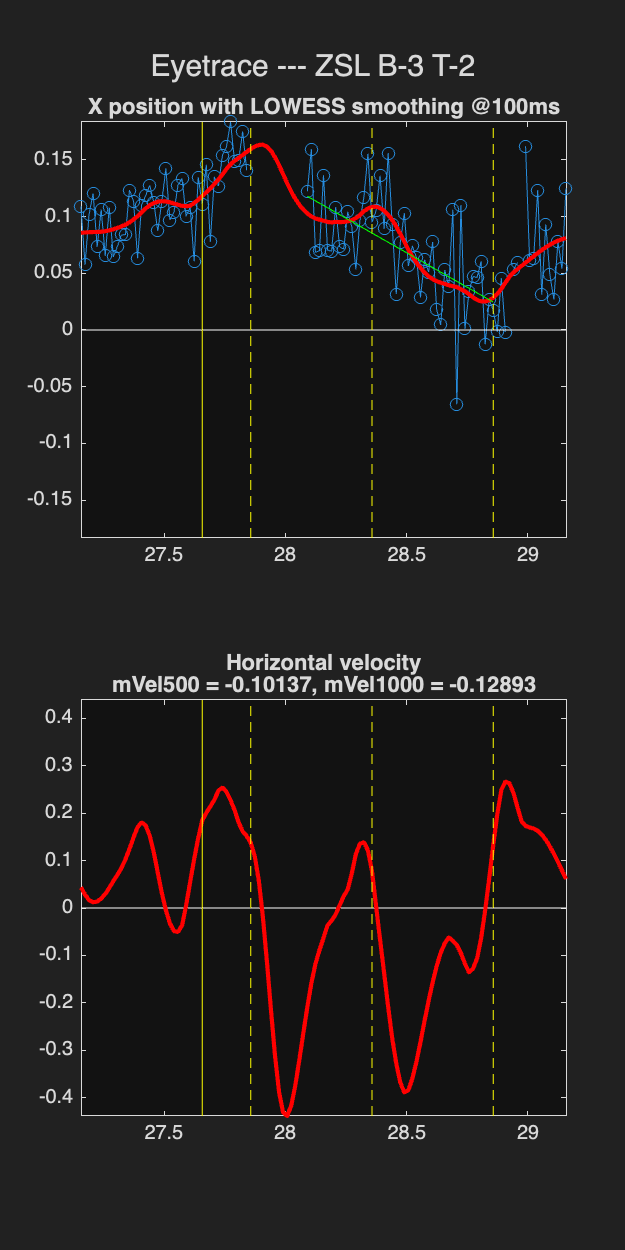 Eyetrace --- ZSL B-3 T-2
X position with LOWESS smoothing @100ms
0.15
0.1
0.05
0
-0.05
-0.1
-0.15
27.5 28 28.5 29
Horizontal velocity
mVel500 = -0.10137, mVel1000 = -0.12893
0.4
0.3
0.2
0.1
0
-0.1
-0.2
-0.3
-0.4
27.5 28 28.5 29